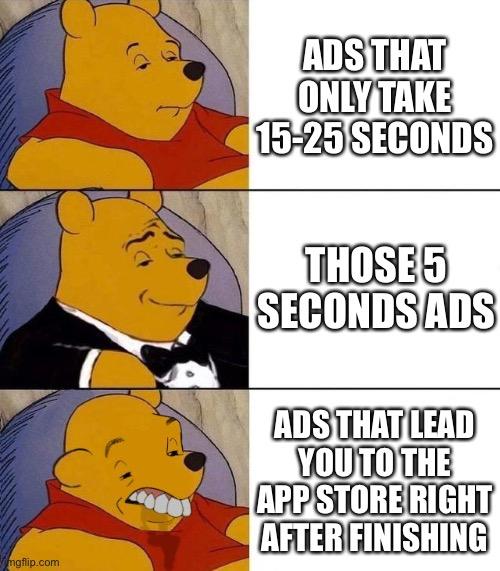 ADS THAT
ONLY TAKE
15-25 SECONDS
THOSE 5
SECONDS ADS
ADS THAT LEAD
YOU TO THE
APP STORE RIGHT
AFTER FINISHING
imgflip.com